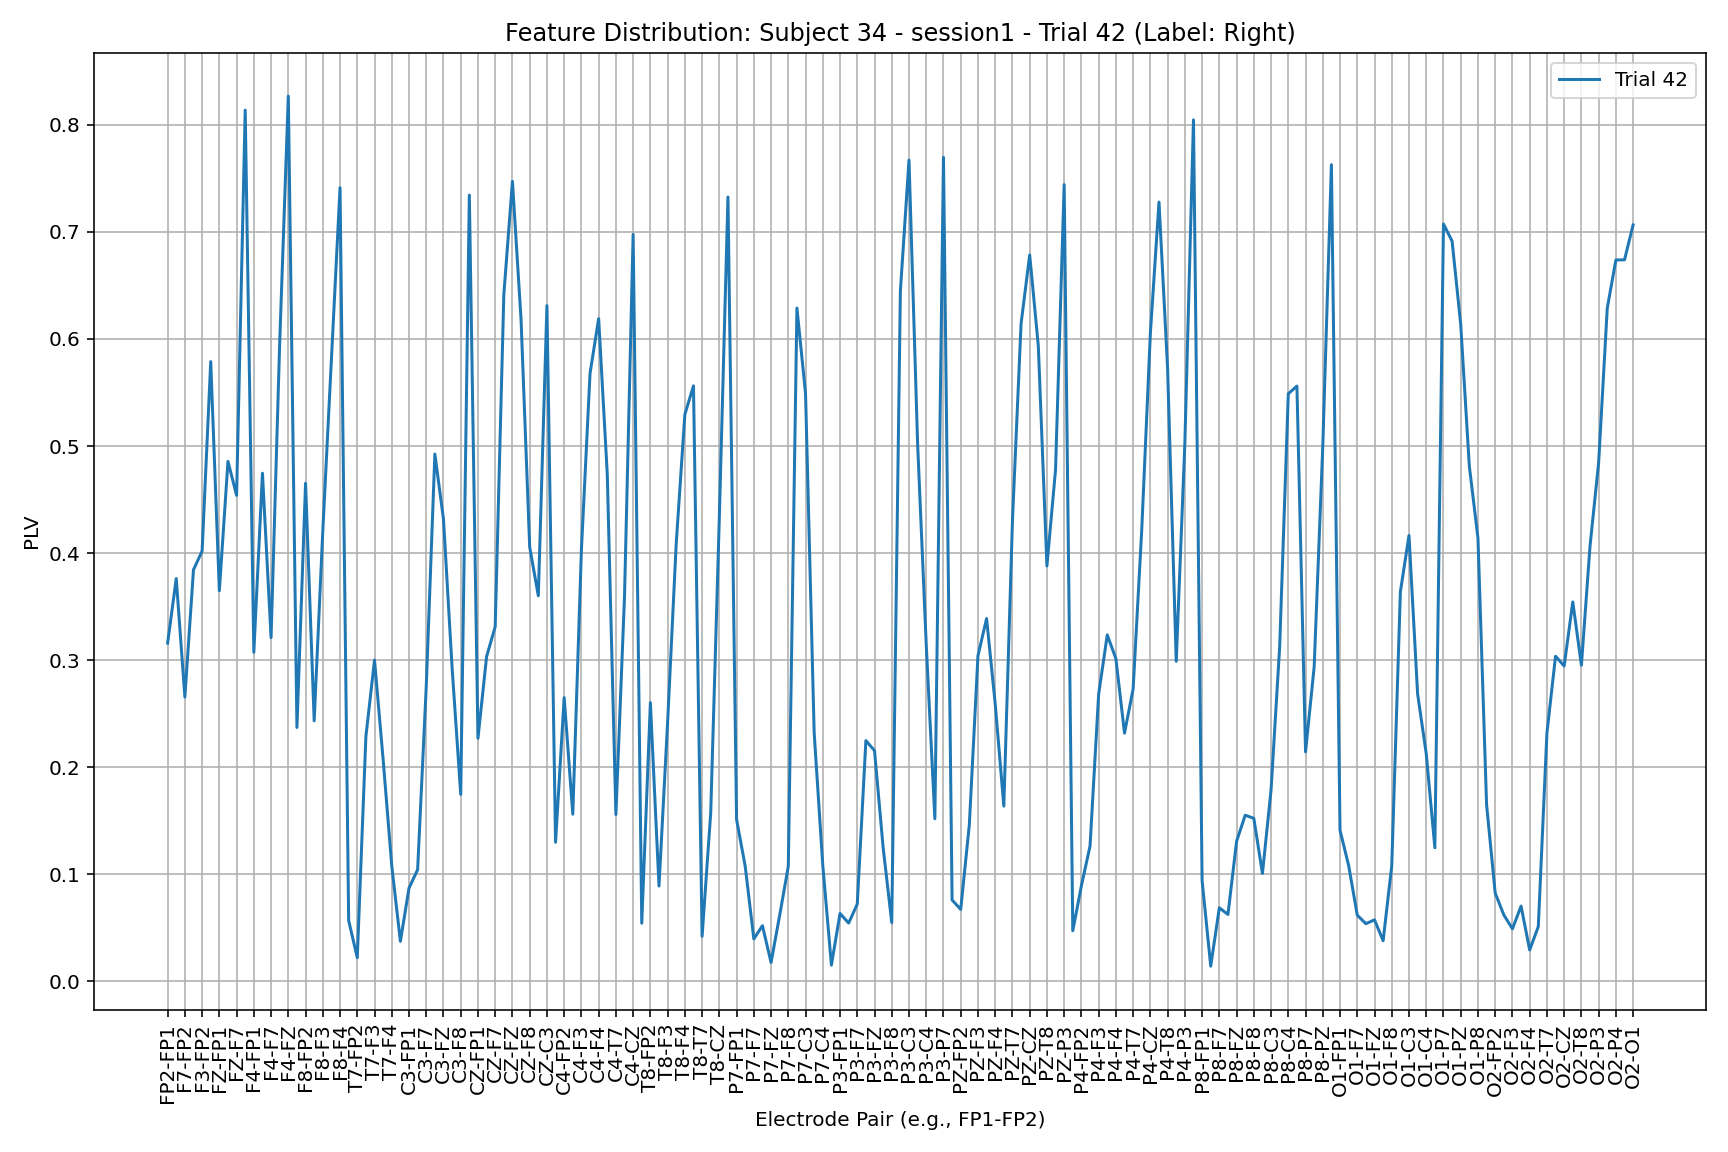 Feature Distribution: Subject 34 - session1 - Trial 42 (Label: Right)
Trial 42
0.8
0.7
0.6
0.5
0.4
0.3
0.2
0.1
0.0
PLV
FP2-FP1
F7-FP2
F3-FP2
FZ-FP1
FZ-F7
F4-FP1
F4-F7
F4-FZ
F8-FP2
F8-F3
F8-F4
T7-FP2
T7-F3
T7-F4
C3-FP1
C3-F7
C3-FZ
C3-F8
CZ-FP1
CZ-F7
CZ-FZ
CZ-F8
CZ-C3
C4-FP2
C4-F3
C4-F4
C4-T7
C4-CZ
T8-FP2
T8-F3
T8-F4
T8-T7
T8-CZ
P7-FP1
P7-F7
P7-FZ
P7-F8
P7-C3
P7-C4
P3-FP1
P3-F7
P3-FZ
P3-F8
P3-C3
P3-C4
P3-P7
PZ-FP2
PZ-F3
PZ-F4
PZ-T7
PZ-CZ
PZ-T8
PZ-P3
P4-FP2
P4-F3
P4-F4
P4-T7
P4-CZ
P4-T8
P4-P3
P8-FP1
P8-F7
P8-FZ
P8-F8
P8-C3
P8-C4
P8-P7
P8-PZ
O1-FP1
O1-F7
O1-FZ
O1-F8
O1-C3
O1-C4
O1-P7
O1-PZ
O1-P8
O2-FP2
O2-F3
O2-F4
O2-T7
O2-CZ
O2-T8
O2-P3
O2-P4
O2-O1
Electrode Pair (e.g., FP1-FP2)